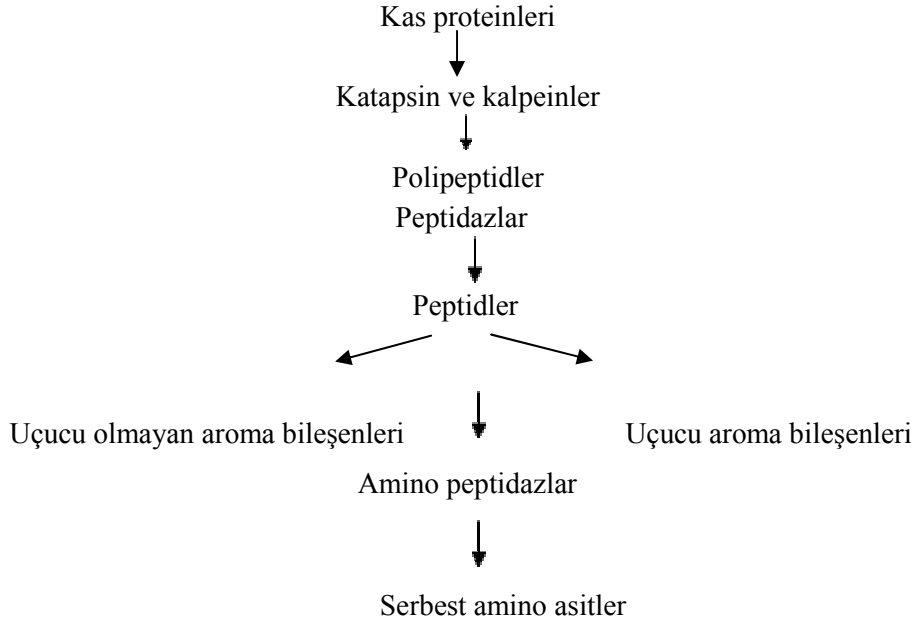 Kas proteinleri
Katapsin ve kalpeinler
Polipeptidler
Peptidazlar
Peptidler
Uçucu olmayan aroma bileşenleri
Uçucu aroma bileşenleri
Amino peptidazlar
Serbest amino asitler